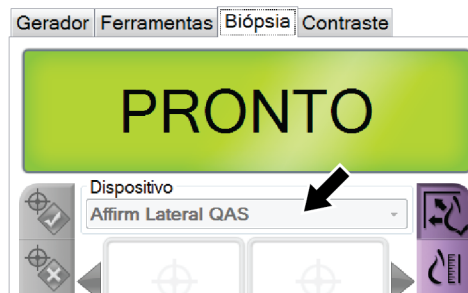 Gerador Ferramentas Biópsia Contraste
PRONTO
Dispositivo
Affirm Lateral QAS